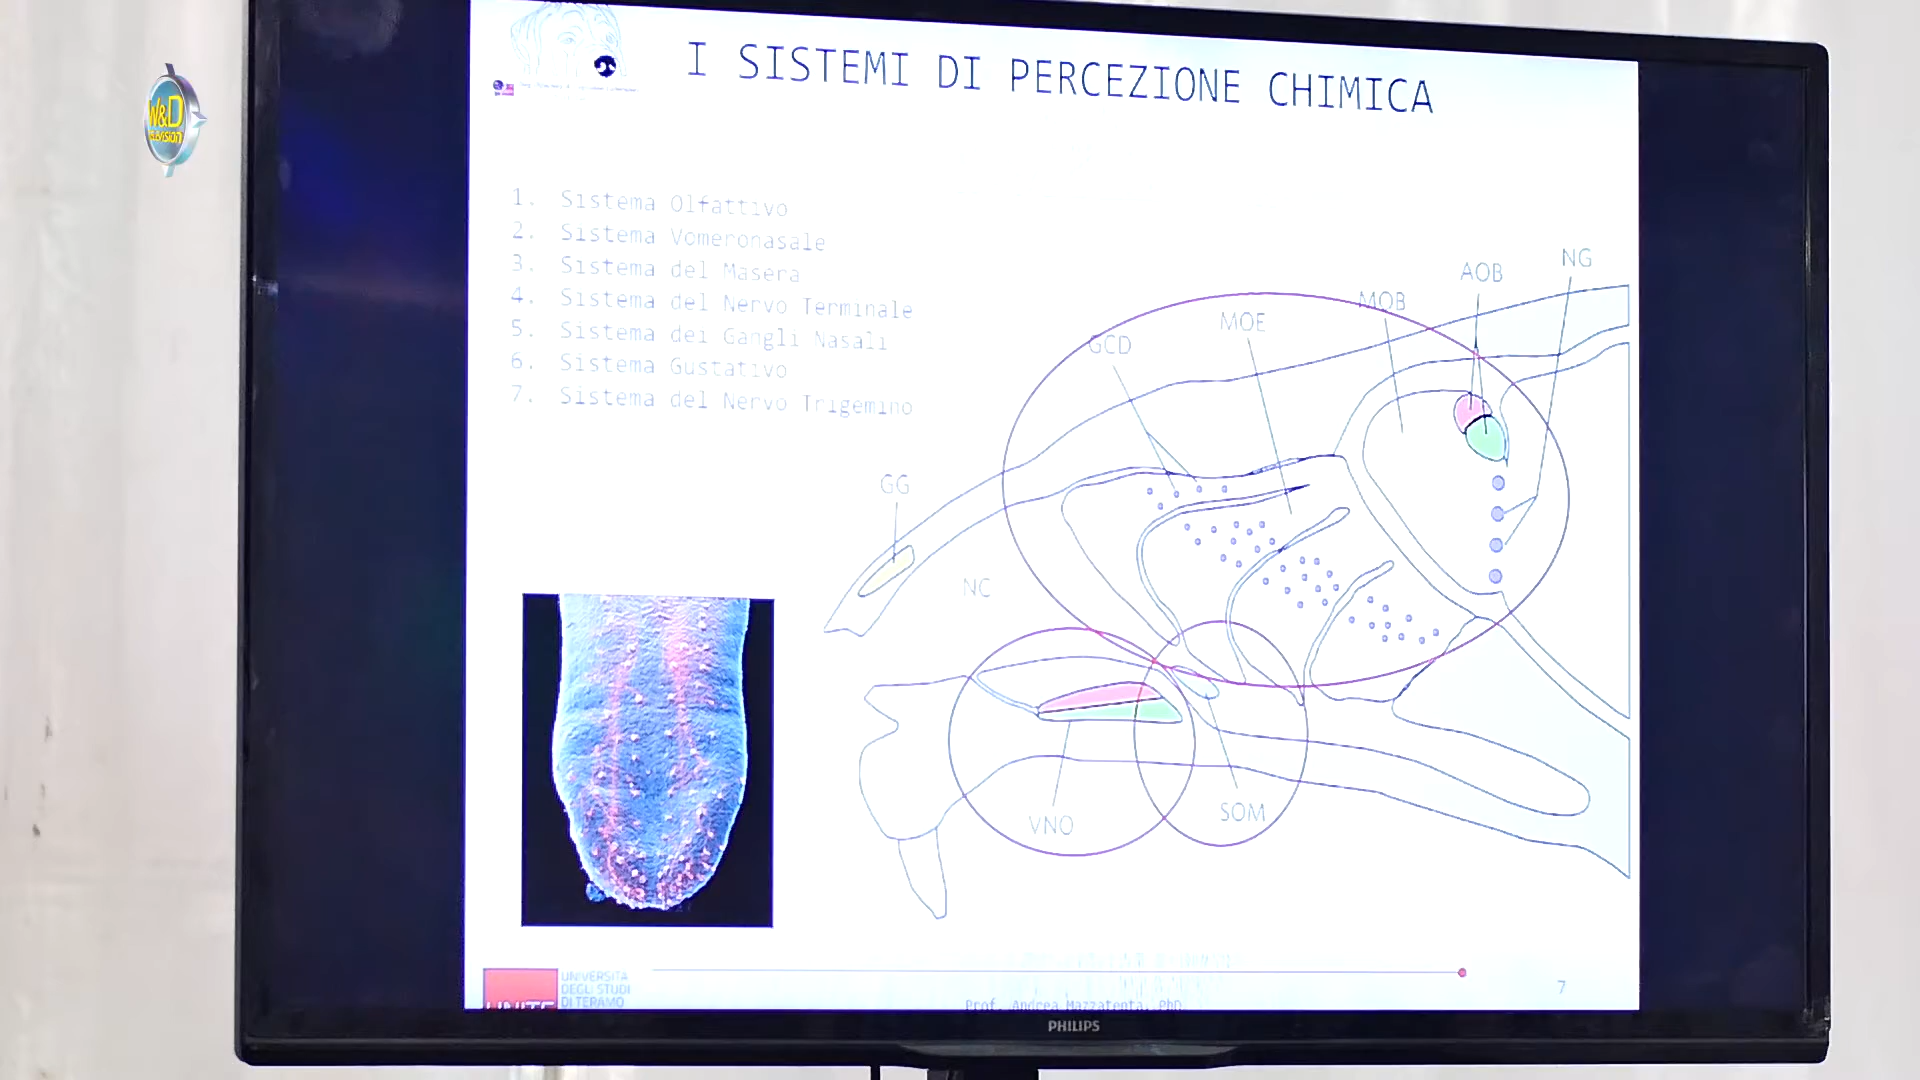 W&D
television
I SISTEMI DI PERCEZIONE CHIMICA
1. Sistema Olfattivo
2. Sistema Vomeronasale
3. Sistema del Masera
4. Sistema del Nervo Terminale
5. Sistema dei Gangli Nasali
6. Sistema Gustativo
7. Sistema del Nervo Trigemino
NG
AOB
MOB
MOE
GCD
GG
NC
VNO
SOM
UNITE
UNIVERSITÀ
DEGLI STUDI
DI TERAMO
Prof. Andrea Mazzatenta, PhD
7
PHILIPS